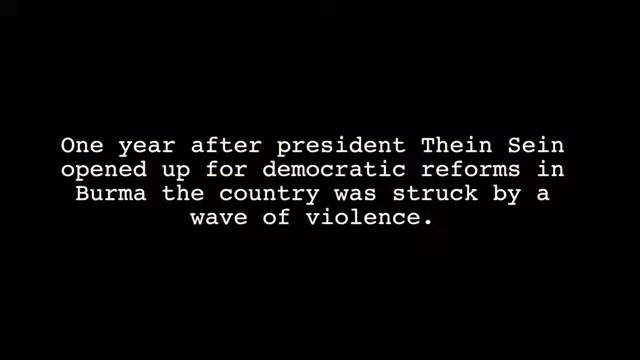 One year after president Thein Sein
opened up for democratic reforms in
Burma the country was struck by a
wave of violence.